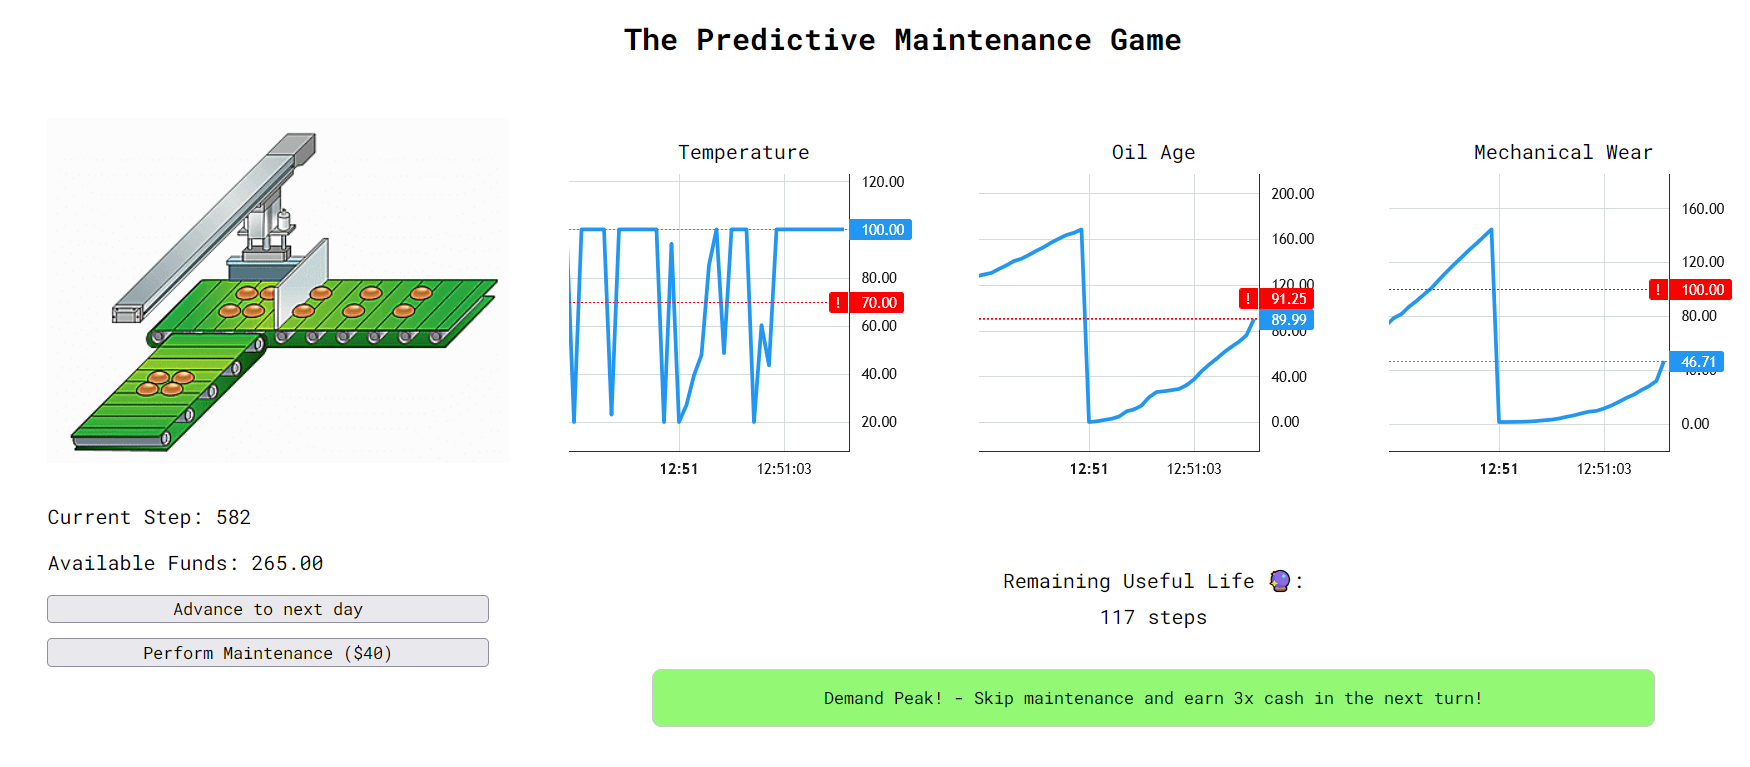 The Predictive Maintenance Game
Temperature
120.00
100.00
80.00
! 70.00
60.00
40.00
20.00
12:51 12:51:03
Oil Age
200.00
160.00
120.00
! 91.25
89.99
80.00
40.00
0.00
12:51 12:51:03
Mechanical Wear
160.00
120.00
! 100.00
80.00
46.71
40.00
0.00
12:51 12:51:03
Current Step: 582
Available Funds: 265.00
Advance to next day
Perform Maintenance ($40)
Remaining Useful Life 🔮:
117 steps
Demand Peak! - Skip maintenance and earn 3x cash in the next turn!